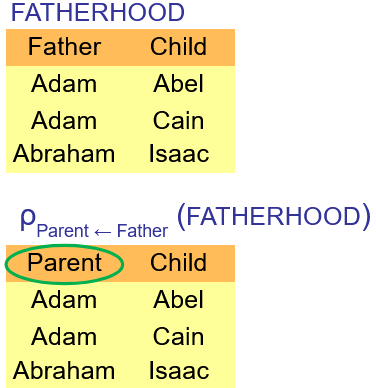 FATHERHOOD
Father Child
Adam Abel
Adam Cain
Abraham Isaac
ρParent ← Father (FATHERHOOD)
Parent Child
Adam Abel
Adam Cain
Abraham Isaac